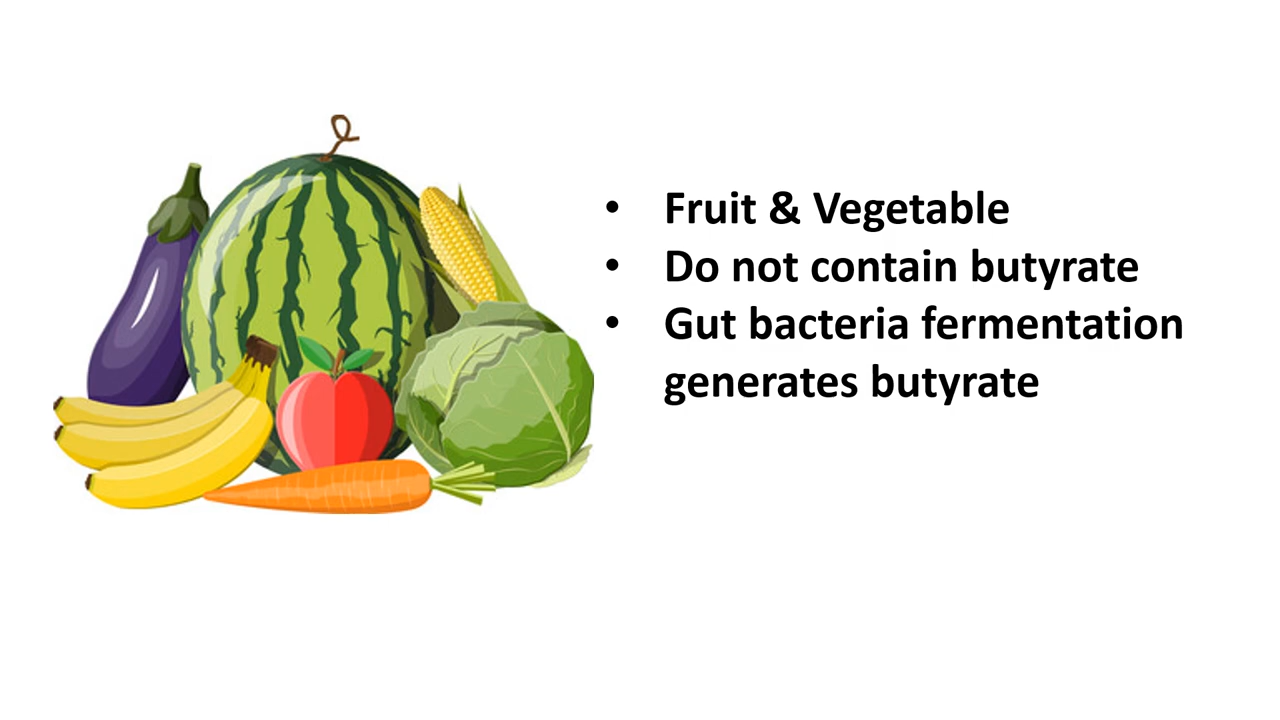 • Fruit & Vegetable
• Do not contain butyrate
• Gut bacteria fermentation
generates butyrate